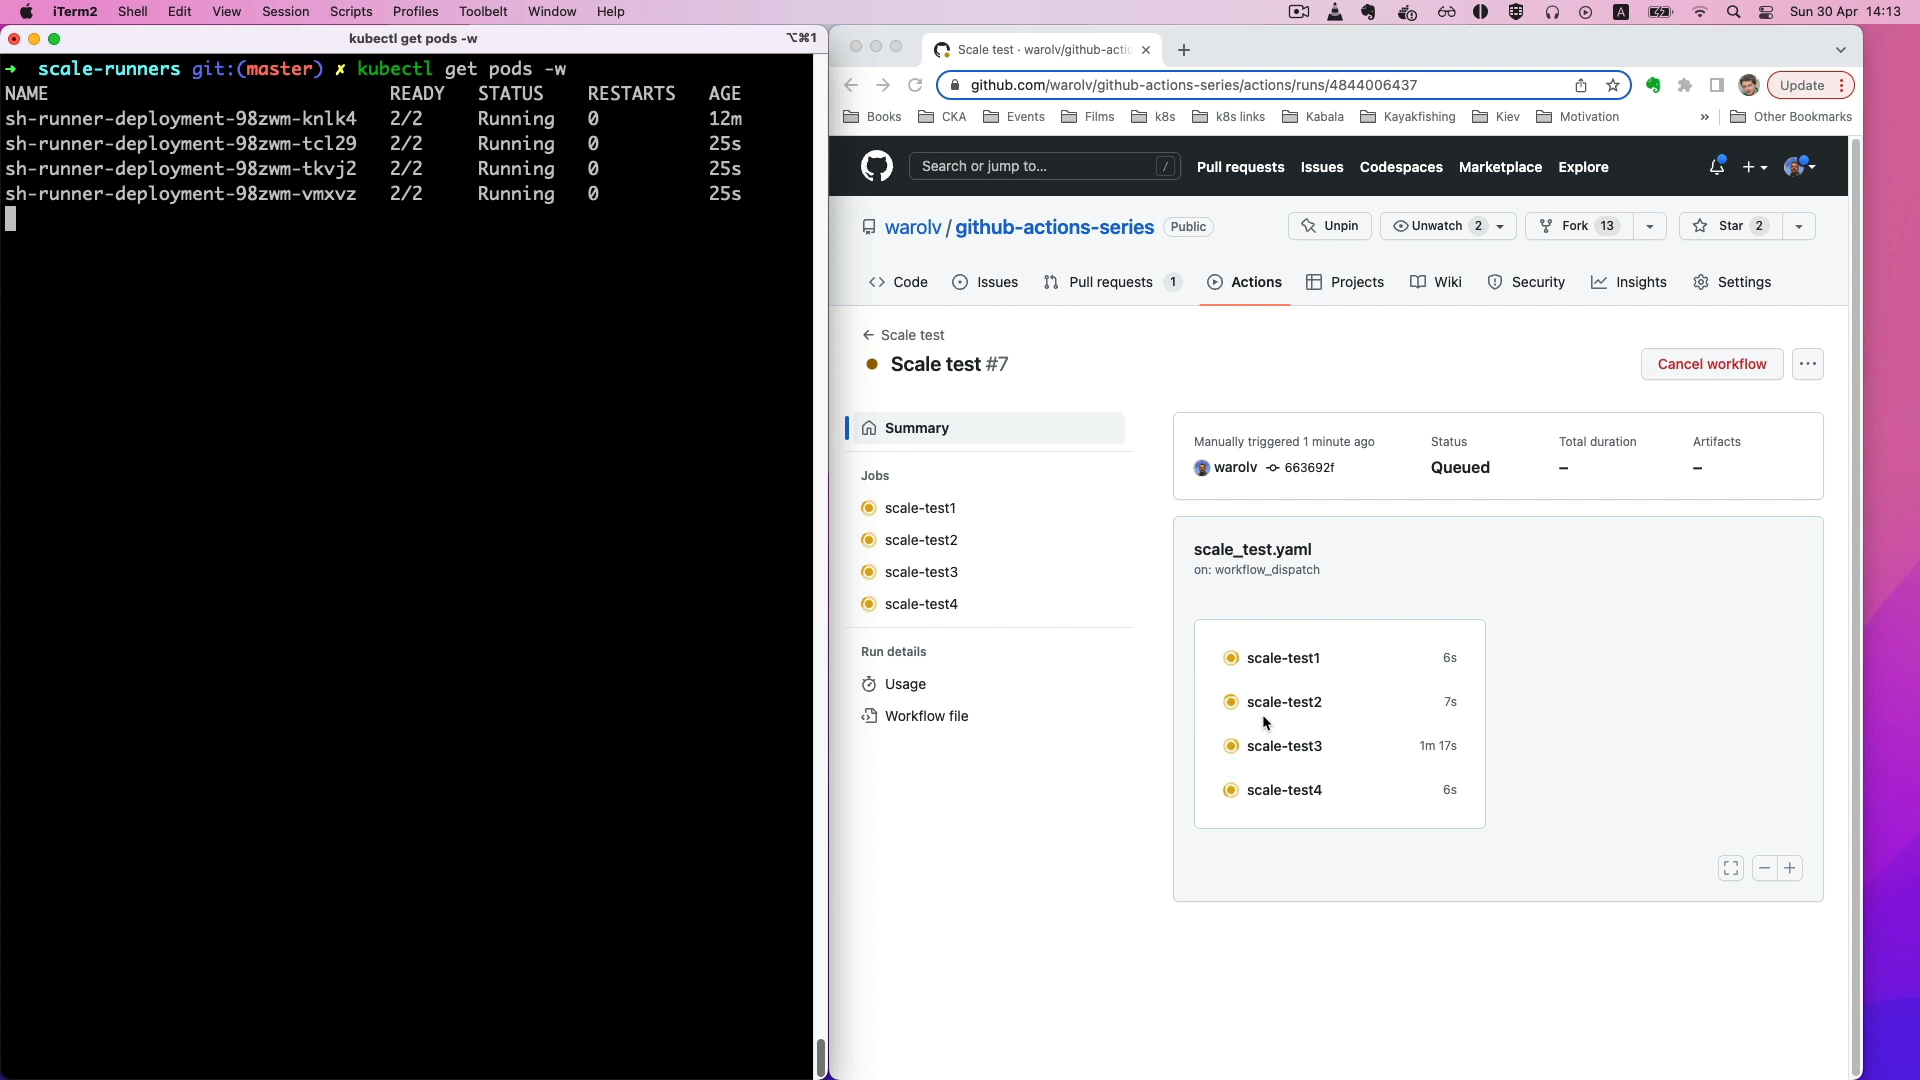 iTerm2 Shell Edit View Session Scripts Profiles Toolbelt Window Help
A Sun 30 Apr 14:13
kubectl get pods -w ⌥⌘1
➜ scale-runners git:(master) ✗ kubectl get pods -w
NAME READY STATUS RESTARTS AGE
sh-runner-deployment-98zwm-knlk4 2/2 Running 0 12m
sh-runner-deployment-98zwm-tcl29 2/2 Running 0 25s
sh-runner-deployment-98zwm-tkvj2 2/2 Running 0 25s
sh-runner-deployment-98zwm-vmxvz 2/2 Running 0 25s
Scale test · warolv/github-actio
github.com/warolv/github-actions-series/actions/runs/4844006437
Update
Books CKA Events Films k8s k8s links Kabala Kayakfishing Kiev Motivation » Other Bookmarks
Search or jump to... / Pull requests Issues Codespaces Marketplace Explore
warolv / github-actions-series Public Unpin Unwatch 2 Fork 13 Star 2
Code Issues Pull requests 1 Actions Projects Wiki Security Insights Settings
← Scale test
Scale test #7
Cancel workflow ...
Summary
Jobs
scale-test1
scale-test2
scale-test3
scale-test4
Run details
Usage
Workflow file
Manually triggered 1 minute ago Status Total duration Artifacts
warolv 663692f Queued – –
scale_test.yaml
on: workflow_dispatch
scale-test1 6s
scale-test2 7s
scale-test3 1m 17s
scale-test4 6s